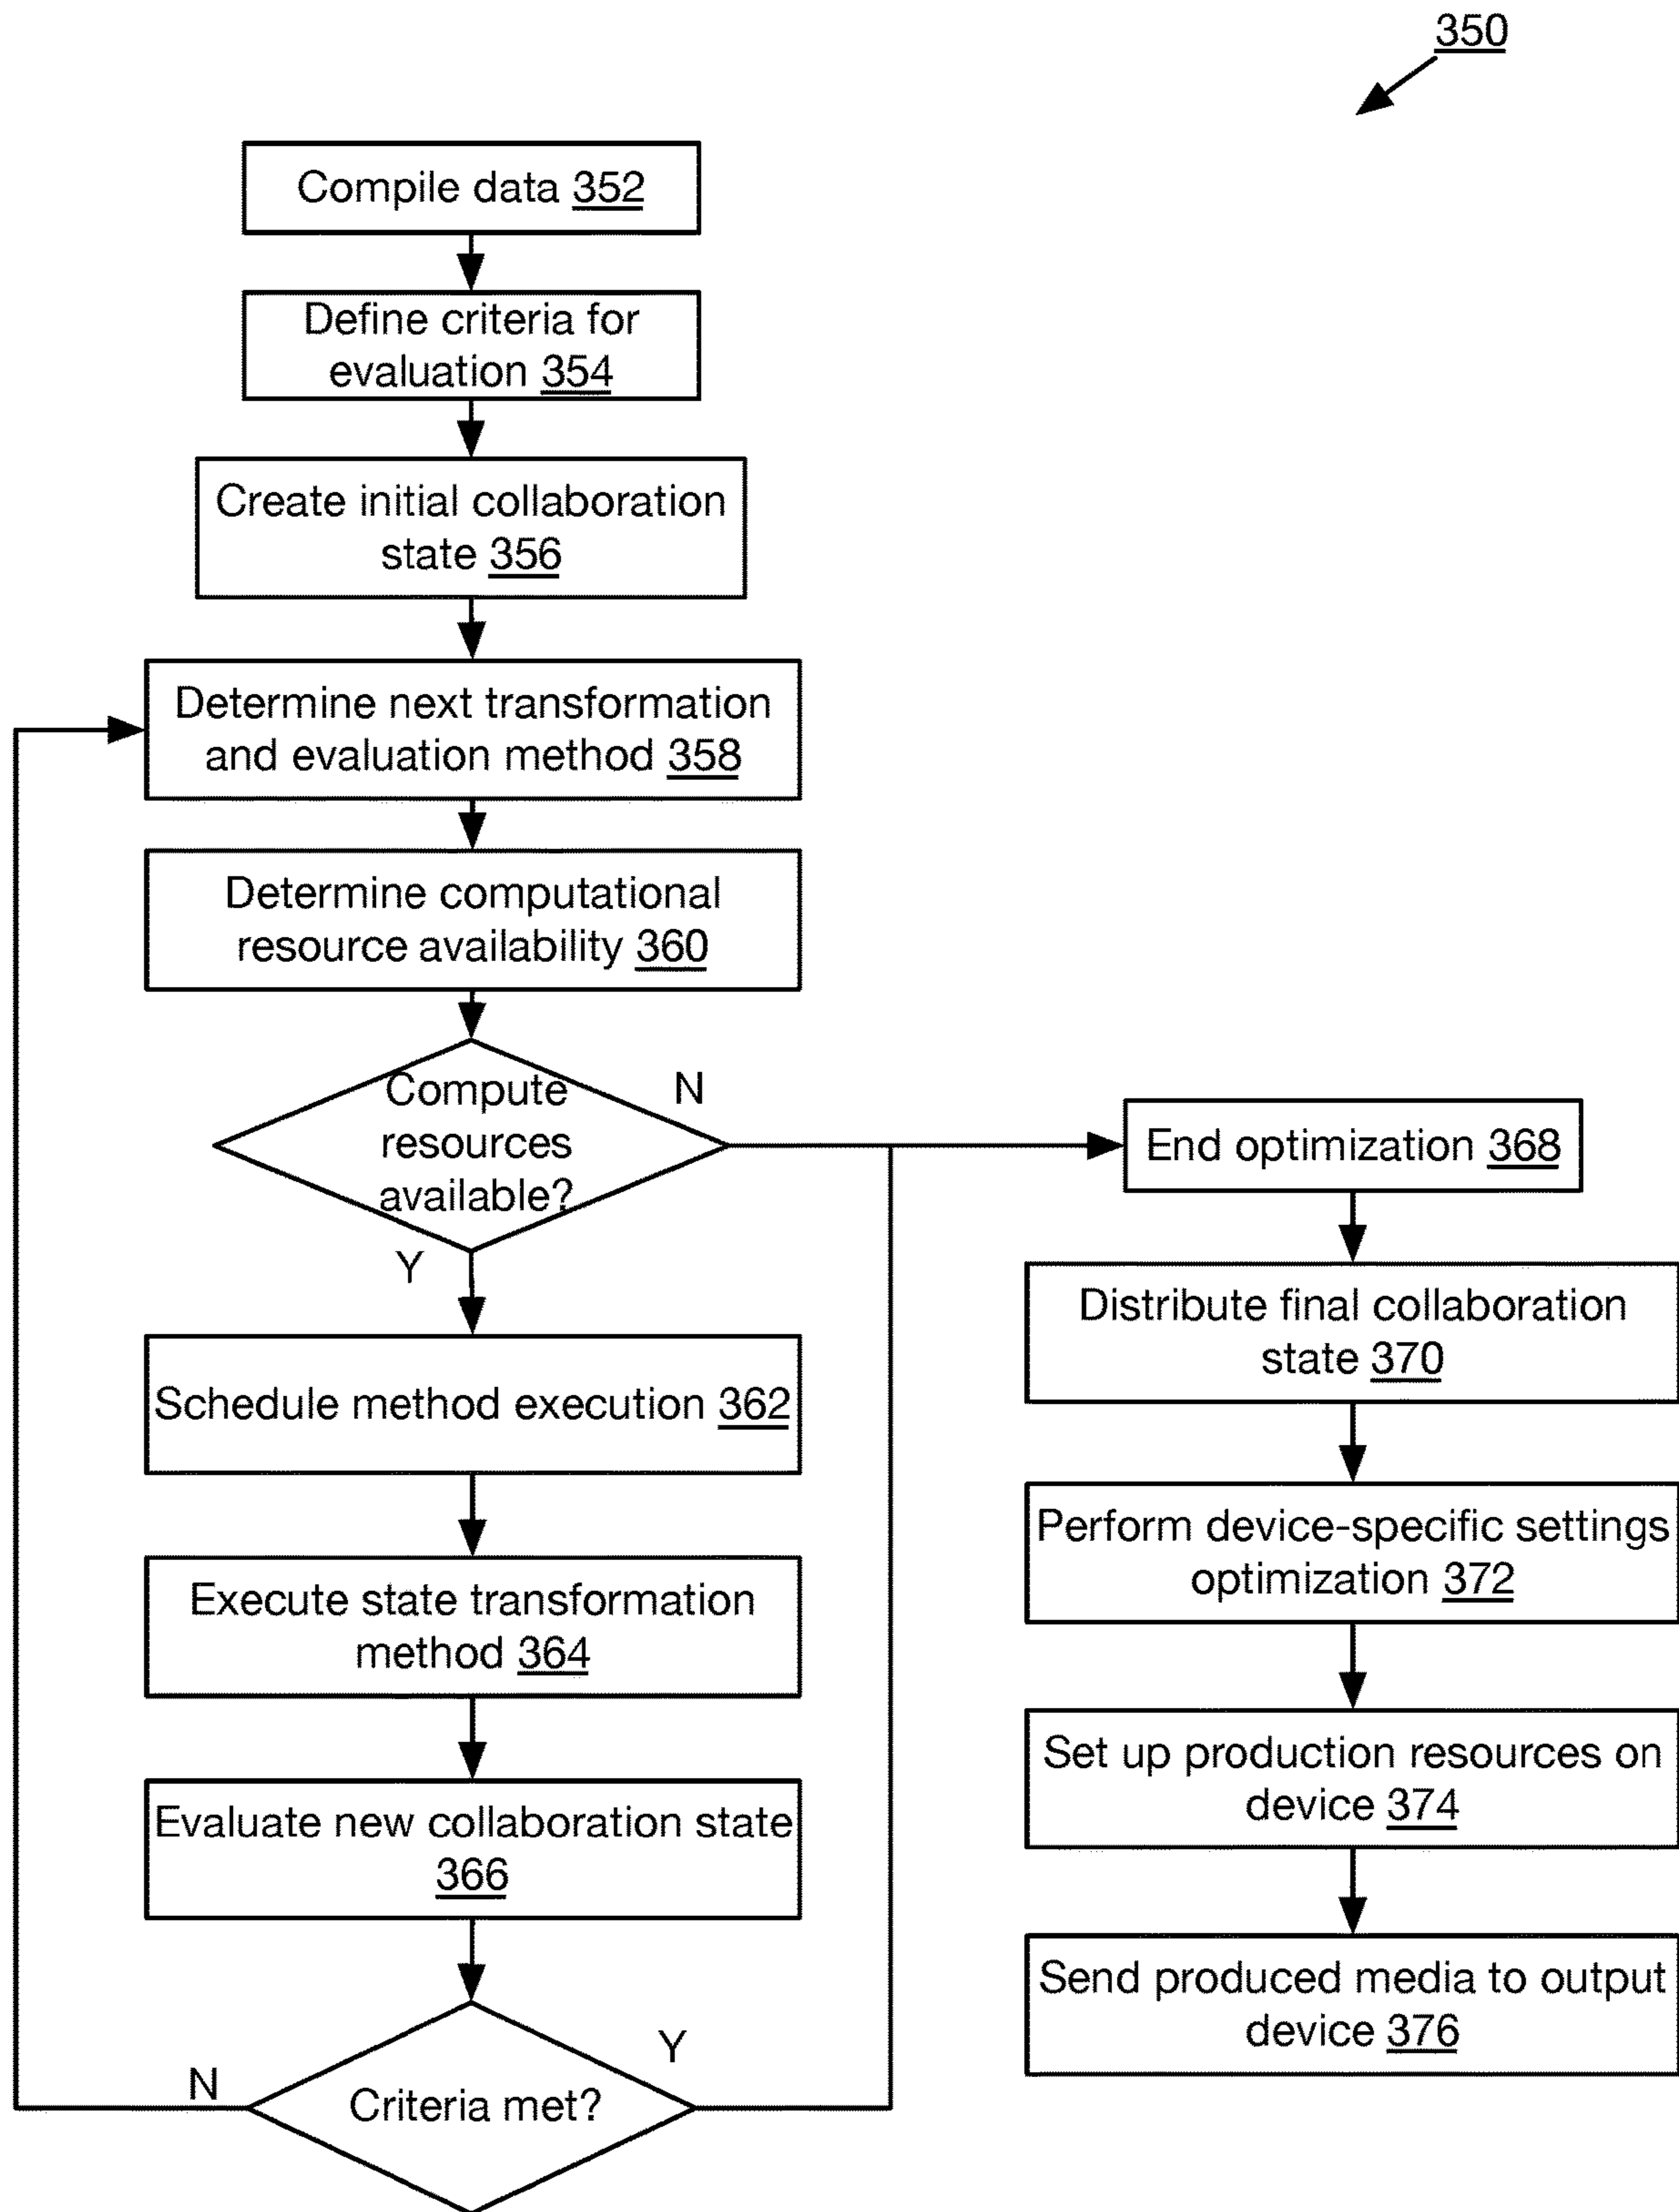 350
Compile data 352
Define criteria for
evaluation 354
Create initial collaboration
state 356
Determine next transformation
and evaluation method 358
Determine computational
resource availability 360
Compute
resources
available?
N
Y
Schedule method execution 362
Execute state transformation
method 364
Evaluate new collaboration state
366
Criteria met?
N
Y
End optimization 368
Distribute final collaboration
state 370
Perform device-specific settings
optimization 372
Set up production resources on
device 374
Send produced media to output
device 376